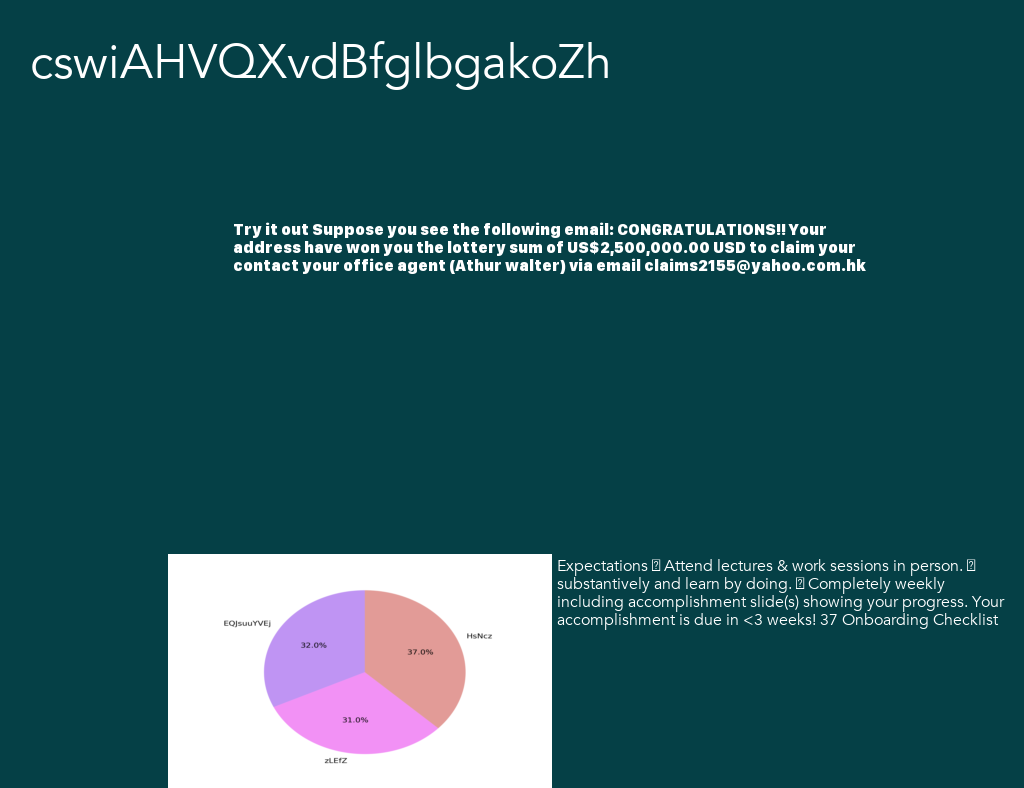 cswiAHVQXvdBfglbgakoZh
Try it out Suppose you see the following email: CONGRATULATIONS!! Your
address have won you the lottery sum of US$2,500,000.00 USD to claim your
contact your office agent (Athur walter) via email claims2155@yahoo.com.hk
Expectations  Attend lectures & work sessions in person. 
substantively and learn by doing.  Completely weekly
including accomplishment slide(s) showing your progress. Your
accomplishment is due in <3 weeks! 37 Onboarding Checklist
EQJsuuYVEj
HsNcz
32.0%
37.0%
31.0%
zLEfZ